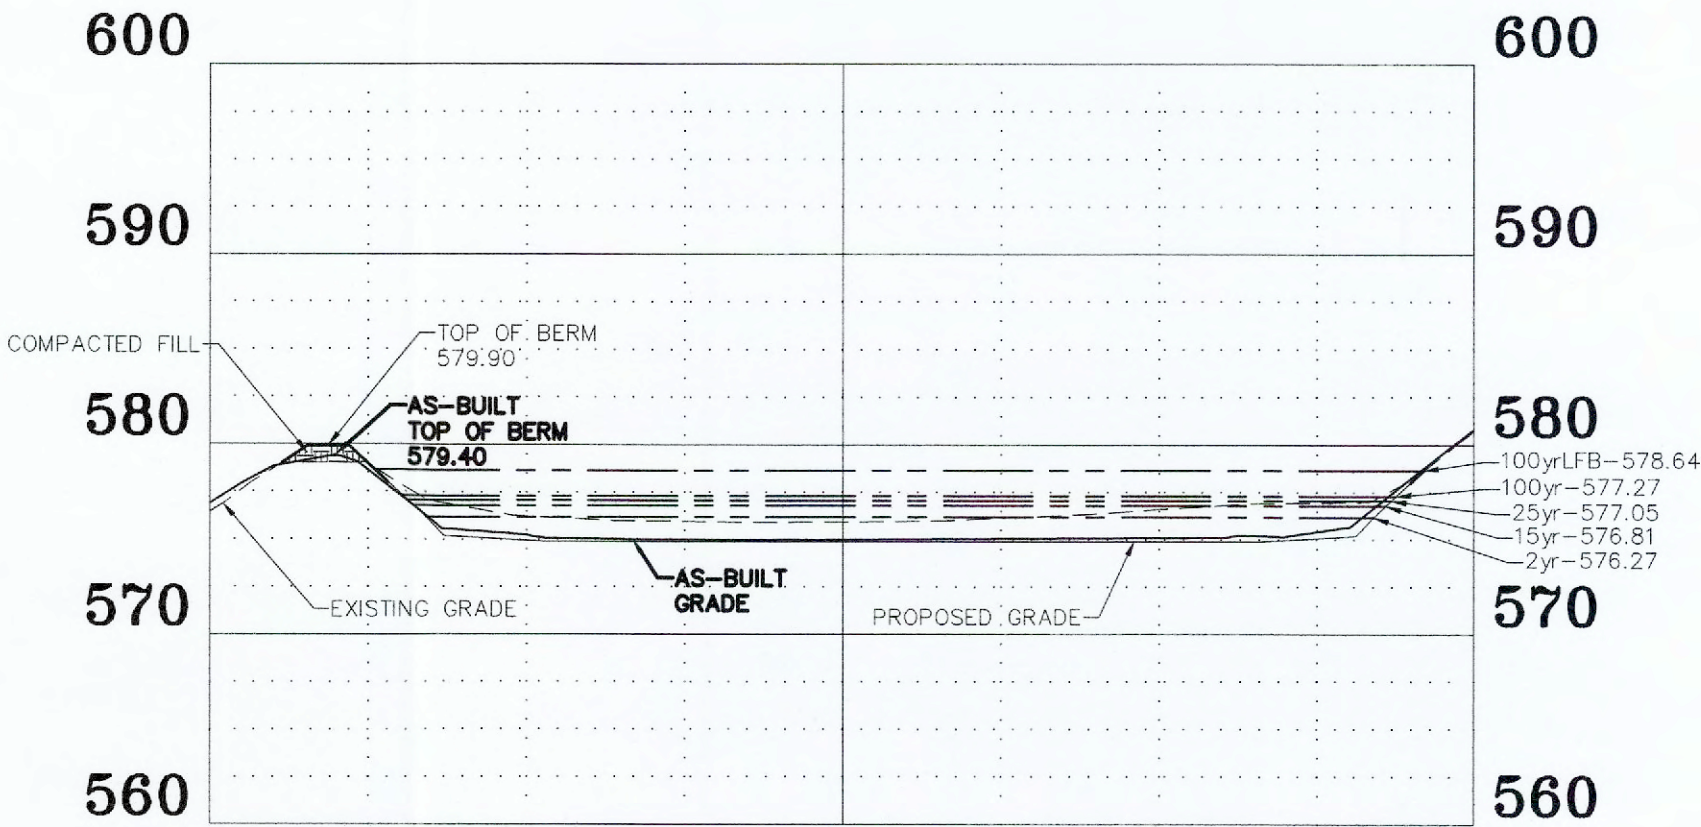 600
600
590
590
COMPACTED FILL
TOP OF BERM
579.90
AS-BUILT
TOP OF BERM
579.40
580
580
100yrLFB-578.64
100yr-577.27
25yr-577.05
15yr-576.81
2yr-576.27
AS-BUILT
GRADE
EXISTING GRADE
PROPOSED GRADE
570
570
560
560